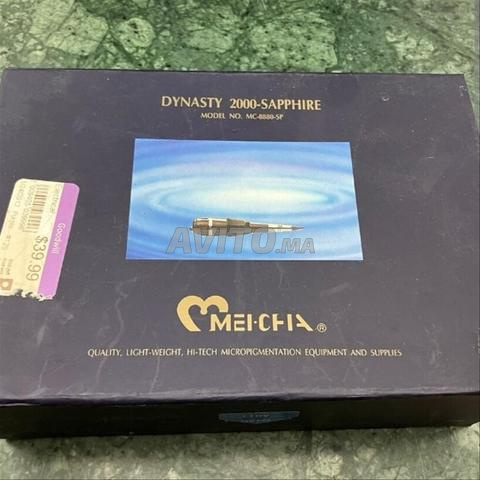 DYNASTY 2000-SAPPHIRE
MODEL NO. MC-8880-SP
AVITO.ma
Goodwill
$39.99
MEI-CHA ®
QUALITY, LIGHT-WEIGHT, HI-TECH MICROPIGMENTATION EQUIPMENT AND SUPPLIES